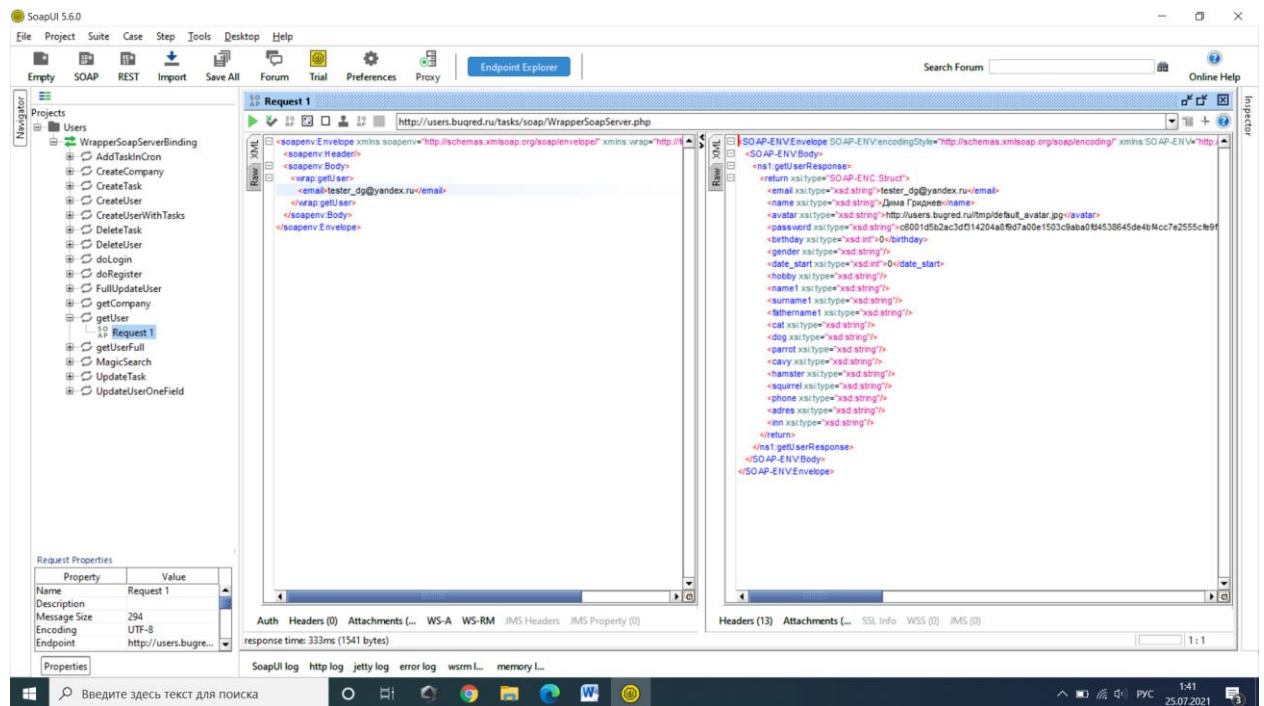 SoapUI 5.6.0
File Project Suite Case Step Tools Desktop Help
Empty SOAP REST Import Save All Forum Trial Preferences Proxy
Endpoint Explorer
Search Forum
Online Help
Navigator
Projects
Users
WrapperSoapServerBinding
AddTaskInCron
CreateCompany
CreateTask
CreateUser
CreateUserWithTasks
DeleteTask
DeleteUser
doLogin
doRegister
FullUpdateUser
getCompany
getUser
SOAP Request 1
getUserFull
MagicSearch
UpdateTask
UpdateUserOneField
Request Properties
Property Value
Name Request 1
Description
Message Size 294
Encoding UTF-8
Endpoint http://users.bugre...
Properties
SOAP Request 1
http://users.bugred.ru/tasks/soap/WrapperSoapServer.php
XML
Raw
<soapenv:Envelope xmlns:soapenv="http://schemas.xmlsoap.org/soap/envelope/" xmlns:wrap="http://f
<soapenv:Header/>
<soapenv:Body>
<wrap:getUser>
<email>tester_dg@yandex.ru</email>
</wrap:getUser>
</soapenv:Body>
</soapenv:Envelope>
Auth Headers (0) Attachments (... WS-A WS-RM JMS Headers JMS Property (0)
response time: 333ms (1541 bytes)
XML
Raw
<SOAP-ENV:Envelope SOAP-ENV:encodingStyle="http://schemas.xmlsoap.org/soap/encoding/" xmlns:SOAP-ENV="http:/
<SOAP-ENV:Body>
<ns1:getUserResponse>
<return xsi:type="SOAP-ENC:Struct">
<email xsi:type="xsd:string">tester_dg@yandex.ru</email>
<name xsi:type="xsd:string">Дима Гриднев</name>
<avatar xsi:type="xsd:string">http://users.bugred.ru//tmp/default_avatar.jpg</avatar>
<password xsi:type="xsd:string">
<birthday xsi:type="xsd:int">0</birthday>
<gender xsi:type="xsd:string"/>
<date_start xsi:type="xsd:int">0</date_start>
<hobby xsi:type="xsd:string"/>
<name1 xsi:type="xsd:string"/>
<surname1 xsi:type="xsd:string"/>
<fathername1 xsi:type="xsd:string"/>
<cat xsi:type="xsd:string"/>
<dog xsi:type="xsd:string"/>
<parrot xsi:type="xsd:string"/>
<cavy xsi:type="xsd:string"/>
<hamster xsi:type="xsd:string"/>
<squirrel xsi:type="xsd:string"/>
<phone xsi:type="xsd:string"/>
<adres xsi:type="xsd:string"/>
<inn xsi:type="xsd:string"/>
</return>
</ns1:getUserResponse>
</SOAP-ENV:Body>
</SOAP-ENV:Envelope>
Headers (13) Attachments (... SSL Info WSS (0) JMS (0)
1 : 1
Inspector
SoapUI log http log jetty log error log wsrm l... memory l...
Введите здесь текст для поиска
РУС
1:41
25.07.2021
3